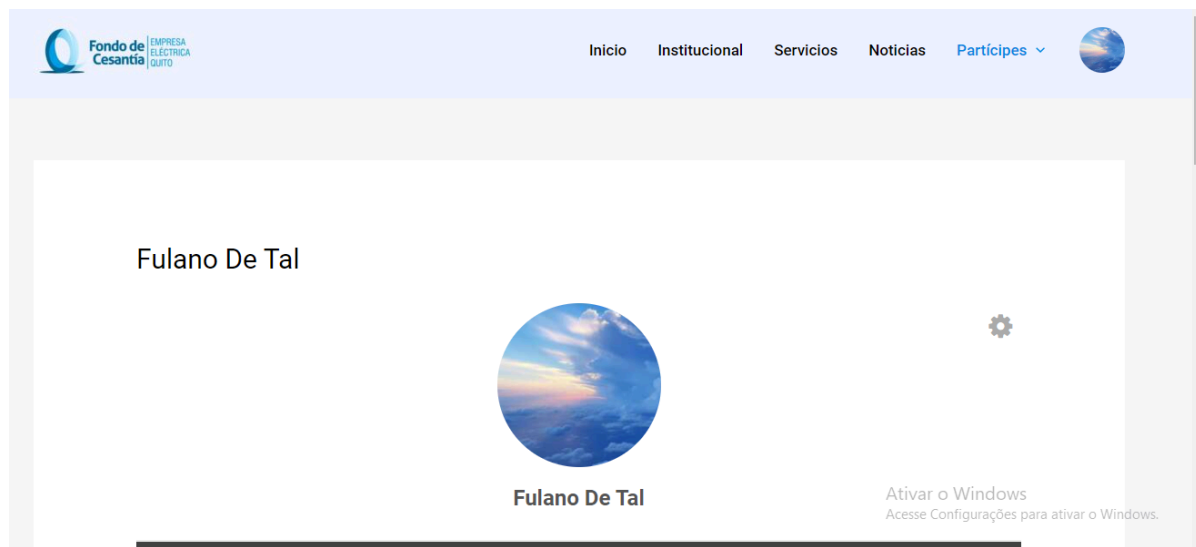 Fondo de
Cesantía
EMPRESA
ELÉCTRICA
QUITO
Inicio Institucional Servicios Noticias Partícipes
Fulano De Tal
Fulano De Tal
Ativar o Windows
Acesse Configurações para ativar o Windows.